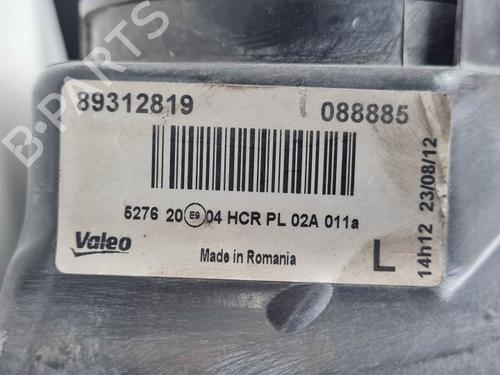 B-PARTS
89312819 088885
5276 20 E9 04 HCR PL 02A 011a
Valeo
Made in Romania
L
14h12 23/08/12